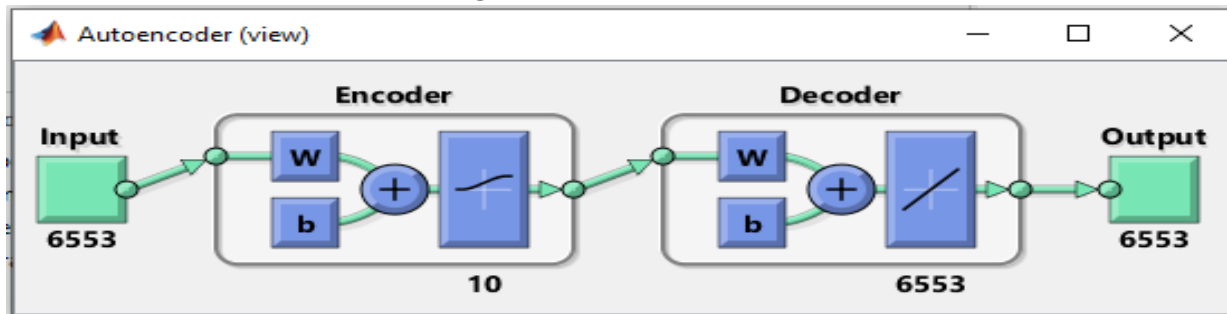 Autoencoder (view)
Encoder
Decoder
Input
Output
W
W
b
b
6553
6553
10
6553